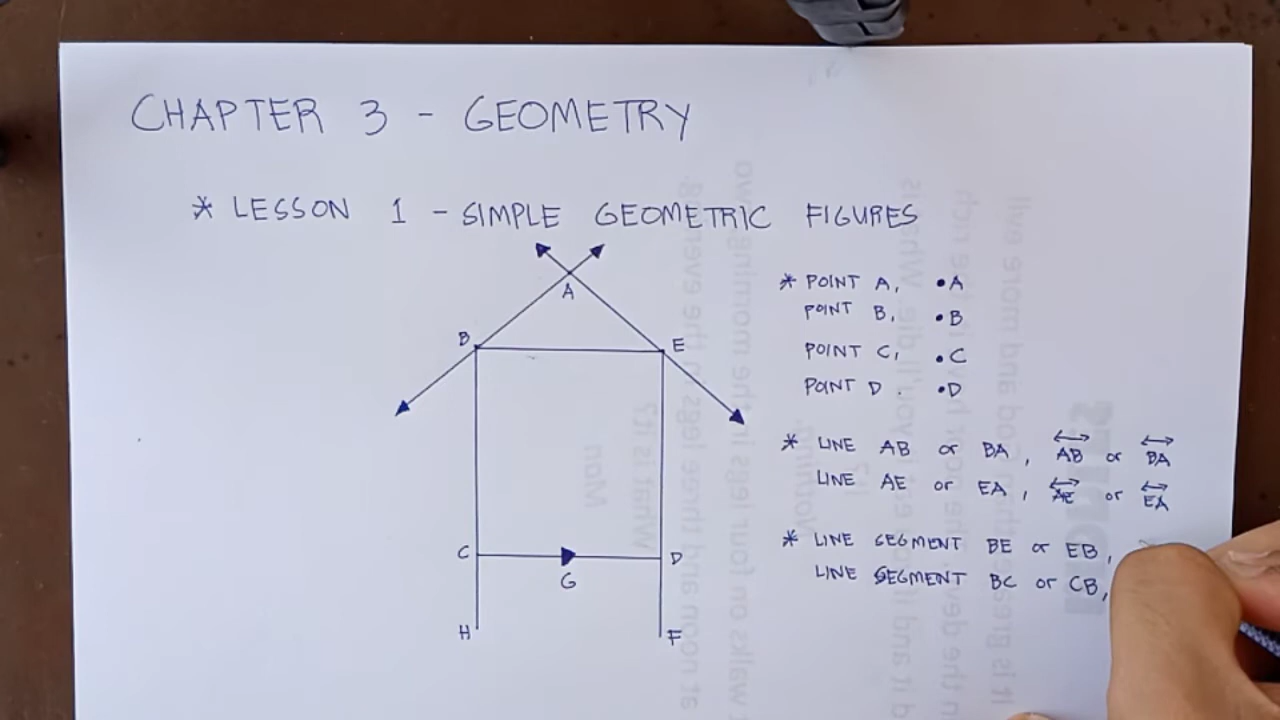 CHAPTER 3 - GEOMETRY
* LESSON 1 - SIMPLE GEOMETRIC FIGURES
A
B
E
C
D
G
H
F
* POINT A, •A
POINT B, •B
POINT C, •C
POINT D. •D
* LINE AB or BA, AB or BA
LINE AE or EA, AE or EA
* LINE SEGMENT BE or EB,
LINE SEGMENT BC or CB,